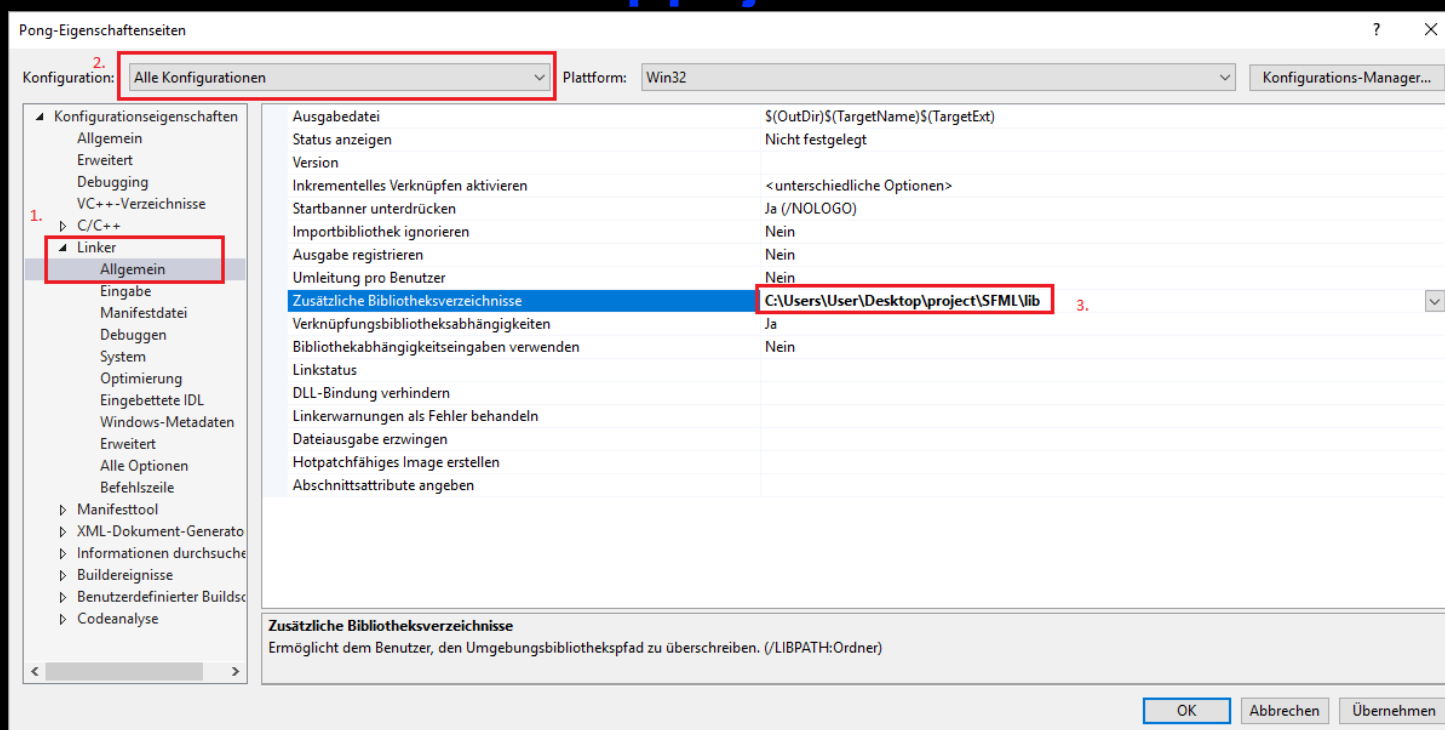 Pong-Eigenschaftenseiten ?
2.
Konfiguration: Alle Konfigurationen Plattform: Win32 Konfigurations-Manager...
Konfigurationseigenschaften
Allgemein
Erweitert
Debugging
VC++-Verzeichnisse
1.
C/C++
Linker
Allgemein
Eingabe
Manifestdatei
Debuggen
System
Optimierung
Eingebettete IDL
Windows-Metadaten
Erweitert
Alle Optionen
Befehlszeile
Manifesttool
XML-Dokument-Generato
Informationen durchsuche
Buildereignisse
Benutzerdefinierter Buildsc
Codeanalyse
Ausgabedatei $(OutDir)$(TargetName)$(TargetExt)
Status anzeigen Nicht festgelegt
Version
Inkrementelles Verknüpfen aktivieren <unterschiedliche Optionen>
Startbanner unterdrücken Ja (/NOLOGO)
Importbibliothek ignorieren Nein
Ausgabe registrieren Nein
Umleitung pro Benutzer Nein
Zusätzliche Bibliotheksverzeichnisse C:\Users\User\Desktop\project\SFML\lib 3.
Verknüpfungsbibliotheksabhängigkeiten Ja
Bibliothekabhängigkeitseingaben verwenden Nein
Linkstatus
DLL-Bindung verhindern
Linkerwarnungen als Fehler behandeln
Dateiausgabe erzwingen
Hotpatchfähiges Image erstellen
Abschnittsattribute angeben
Zusätzliche Bibliotheksverzeichnisse
Ermöglicht dem Benutzer, den Umgebungsbibliothekspfad zu überschreiben. (/LIBPATH:Ordner)
OK Abbrechen Übernehmen